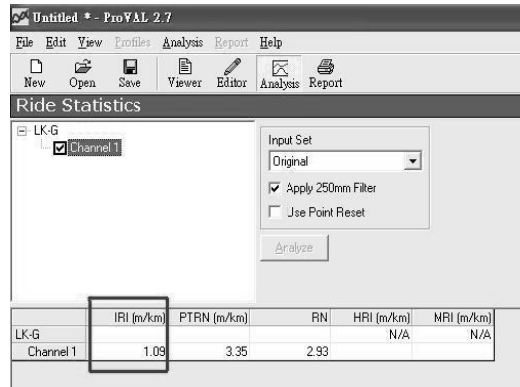 Untitled * - ProVAL 2.7
File Edit View Profiles Analysis Report Help
New Open Save Viewer Editor Analysis Report
Ride Statistics
LK-G
Channel 1
Input Set
Original
Apply 250mm Filter
Use Point Reset
Analyze
IRI (m/km) PTRN (m/km) RN HRI (m/km) MRI (m/km)
LK-G N/A N/A
Channel 1 1.09 3.35 2.93